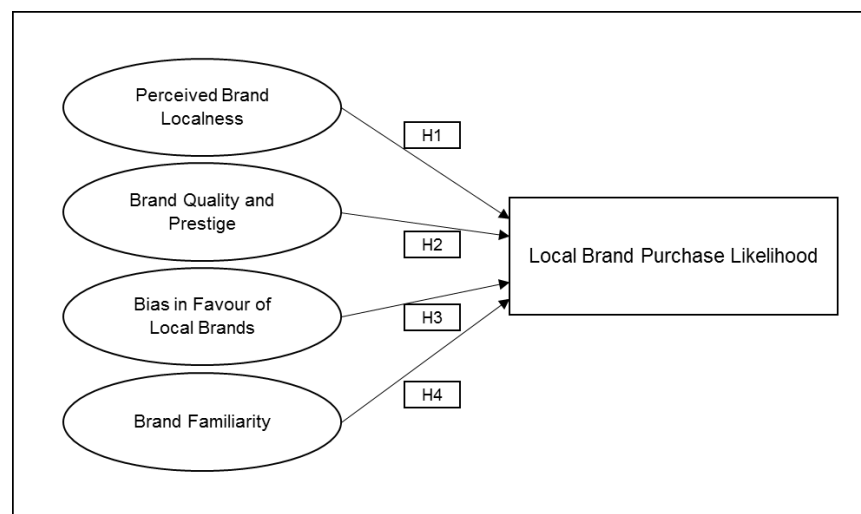 Perceived Brand
Localness
H1
Brand Quality and
Prestige
H2
Local Brand Purchase Likelihood
Bias in Favour of
Local Brands
H3
Brand Familiarity
H4